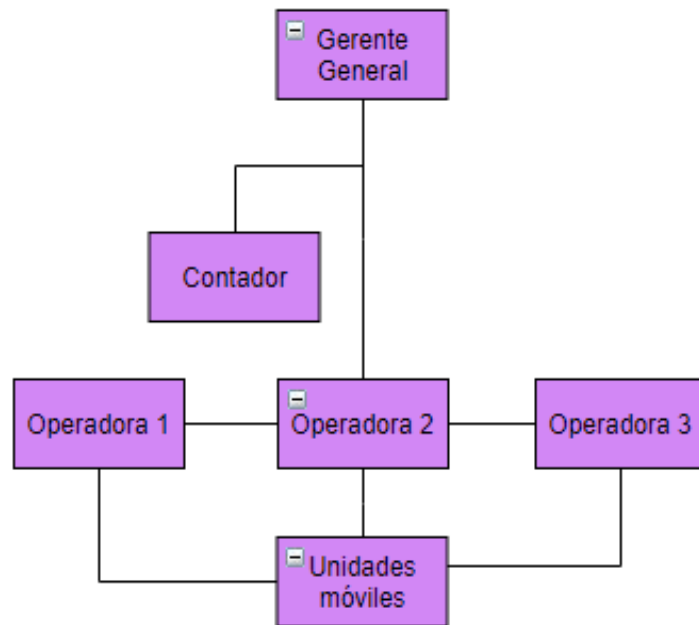 Gerente
General
Contador
Operadora 1
Operadora 2
Operadora 3
Unidades
móviles